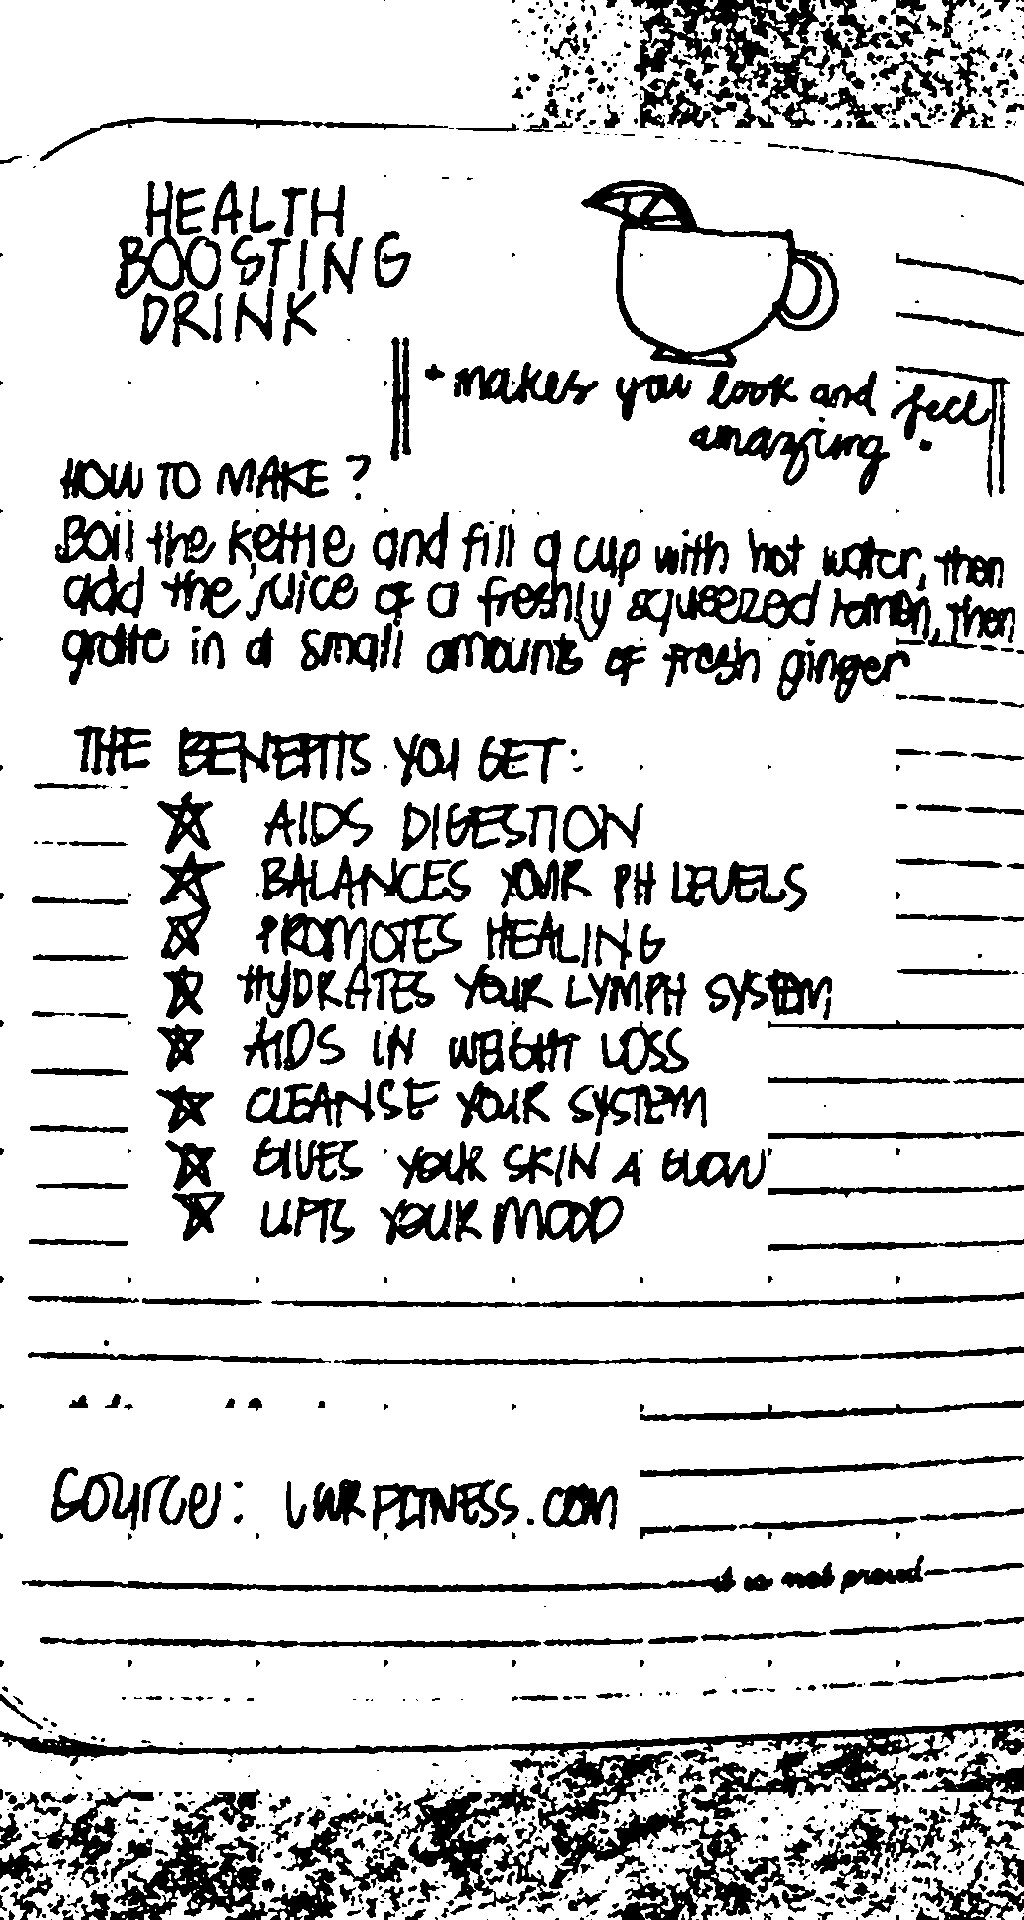 HEALTH
BOOSTING
DRINK
• makes you look and feel
amazing •
HOW TO MAKE ?
Boil the kettle and fill a cup with hot water, then
add the juice of a freshly squeezed lemon, then
grate in a small amounts of fresh ginger
THE BENEFITS YOU GET:
☆ AIDS DIGESTION
☆ BALANCES YOUR PH LEVELS
☆ PROMOTES HEALING
☆ HYDRATES YOUR LYMPH SYSTEM
☆ AIDS IN WEIGHT LOSS
☆ CLEANSE YOUR SYSTEM
☆ GIVES YOUR SKIN A GLOW
☆ LIFTS YOUR MOOD
Source: LWRFITNESS.COM
it is not proud